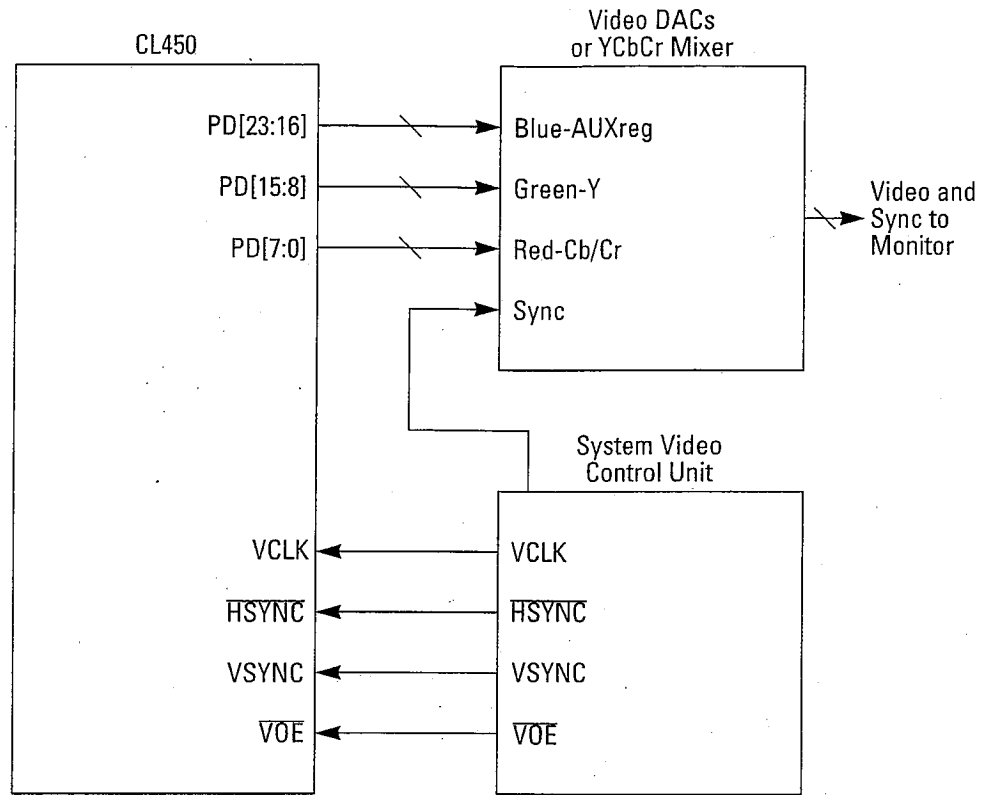 CL450
PD[23:16]
PD[15:8]
PD[7:0]
VCLK
HSYNC
VSYNC
VOE
Video DACs
or YCbCr Mixer
Blue-AUXreg
Green-Y
Red-Cb/Cr
Sync
Video and
Sync to
Monitor
System Video
Control Unit
VCLK
HSYNC
VSYNC
VOE